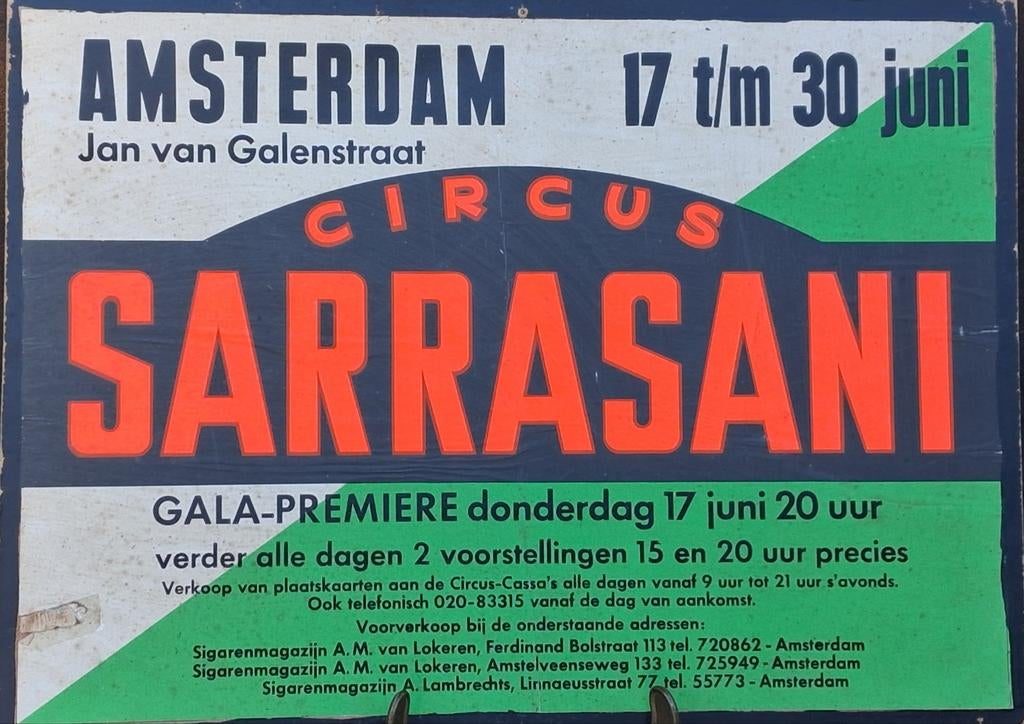 AMSTERDAM 17 t/m 30 juni
Jan van Galenstraat
CIRCUS
SARRASANI
GALA-PREMIERE donderdag 17 juni 20 uur
verder alle dagen 2 voorstellingen 15 en 20 uur precies
Verkoop van plaatskaarten aan de Circus-Cassa's alle dagen vanaf 9 uur tot 21 uur s'avonds.
Ook telefonisch 020-83315 vanaf de dag van aankomst.
Voorverkoop bij de onderstaande adressen:
Sigarenmagazijn A. M. van Lokeren, Ferdinand Bolstraat 113 tel. 720862 - Amsterdam
Sigarenmagazijn A. M. van Lokeren, Amstelveenseweg 133 tel. 725949 - Amsterdam
Sigarenmagazijn A. Lambrechts, Linnaeusstraat 77 tel. 55773 - Amsterdam